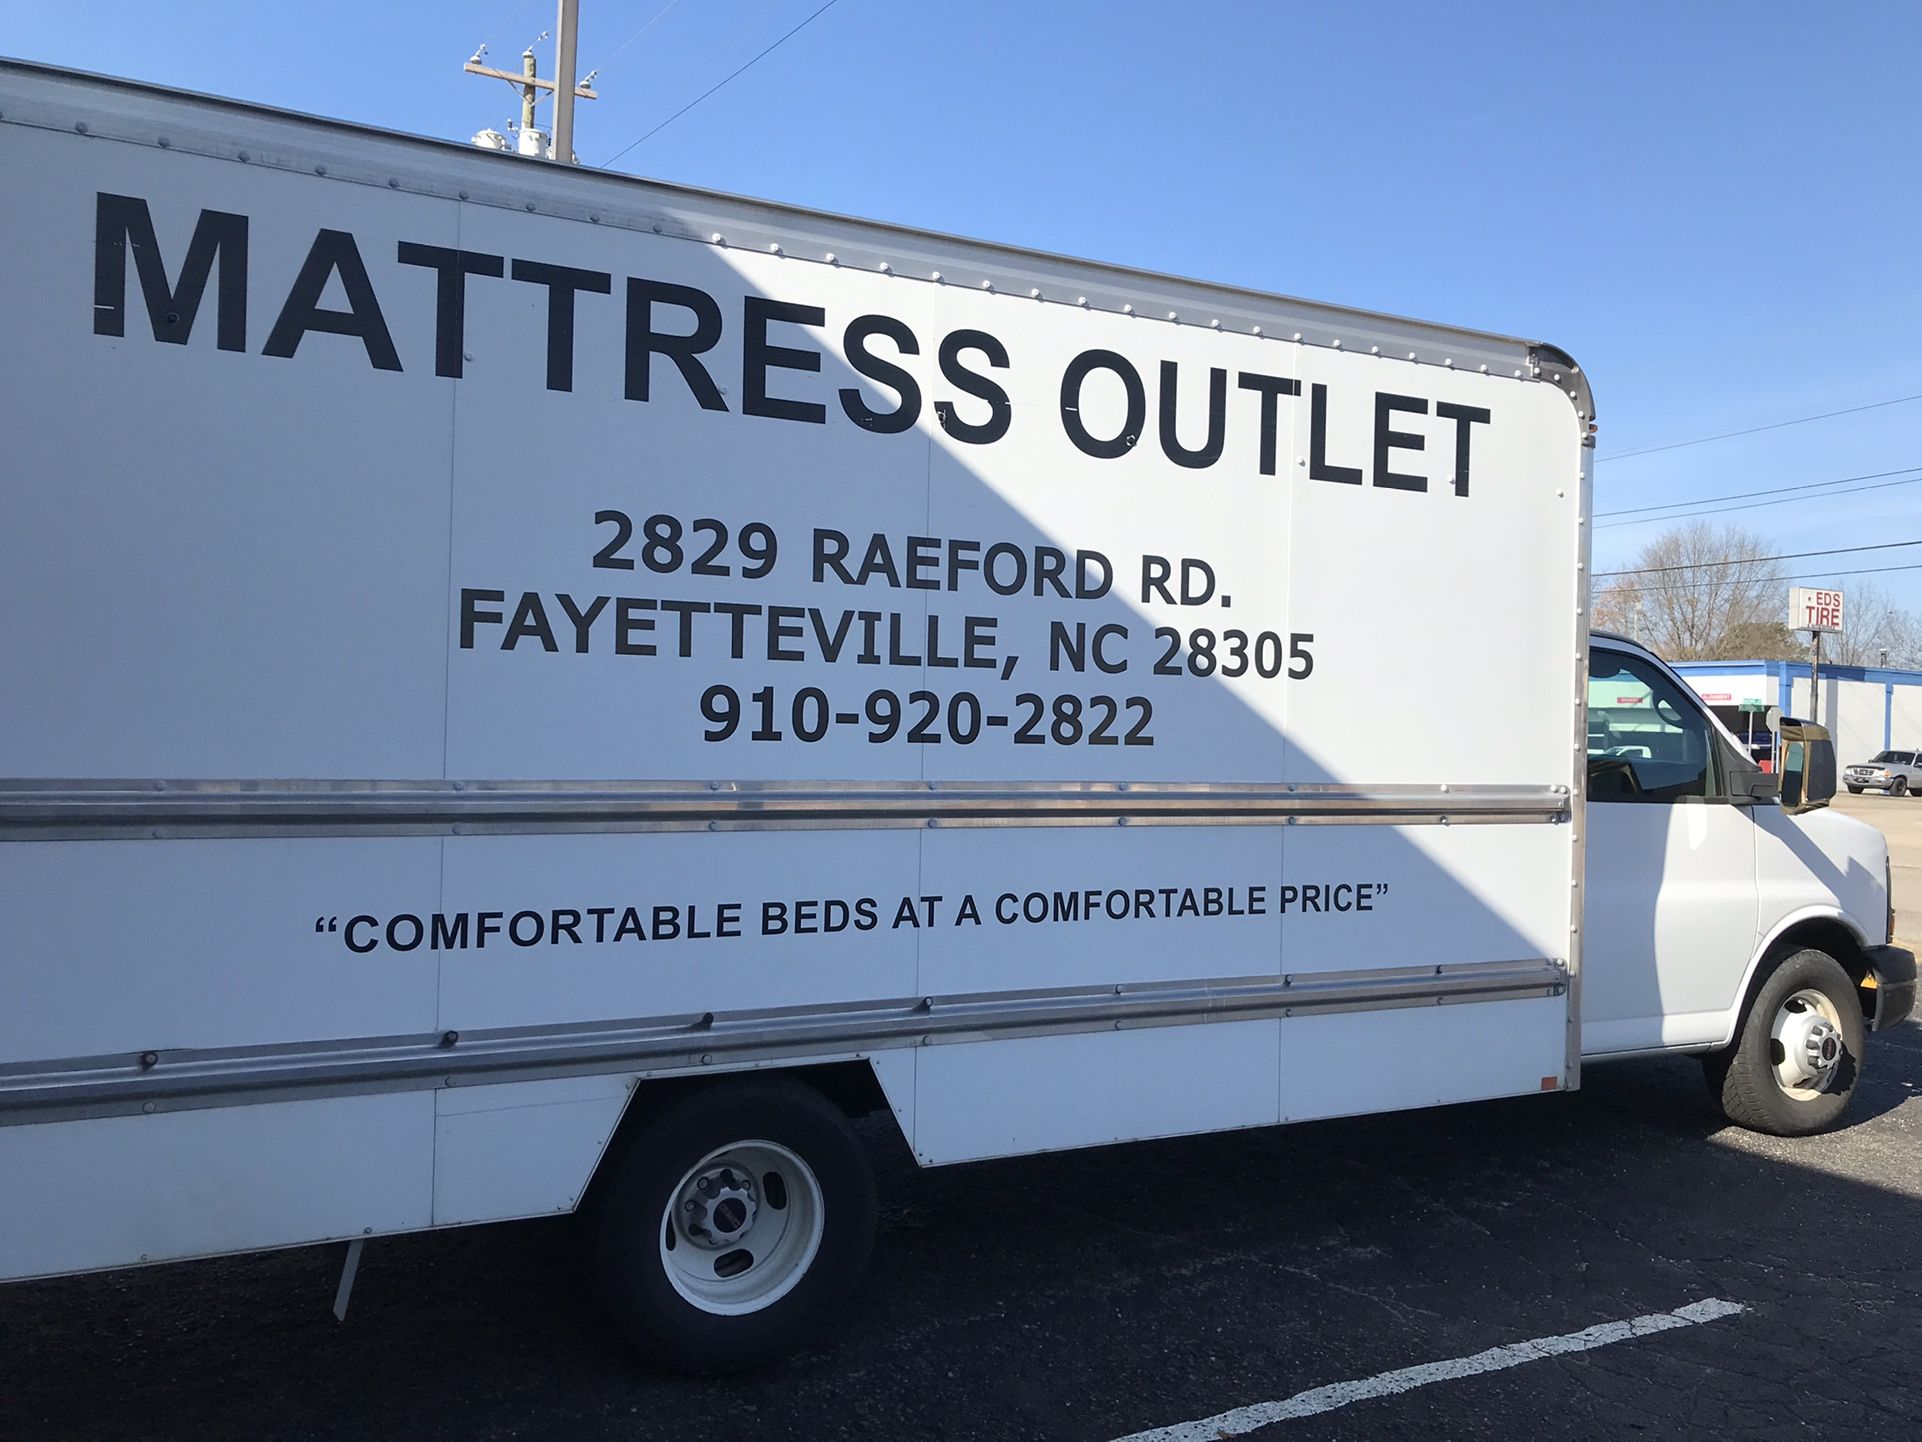 MATTRESS OUTLET
2829 RAEFORD RD.
FAYETTEVILLE, NC 28305
910-920-2822
“COMFORTABLE BEDS AT A COMFORTABLE PRICE”
EDS
TIRE